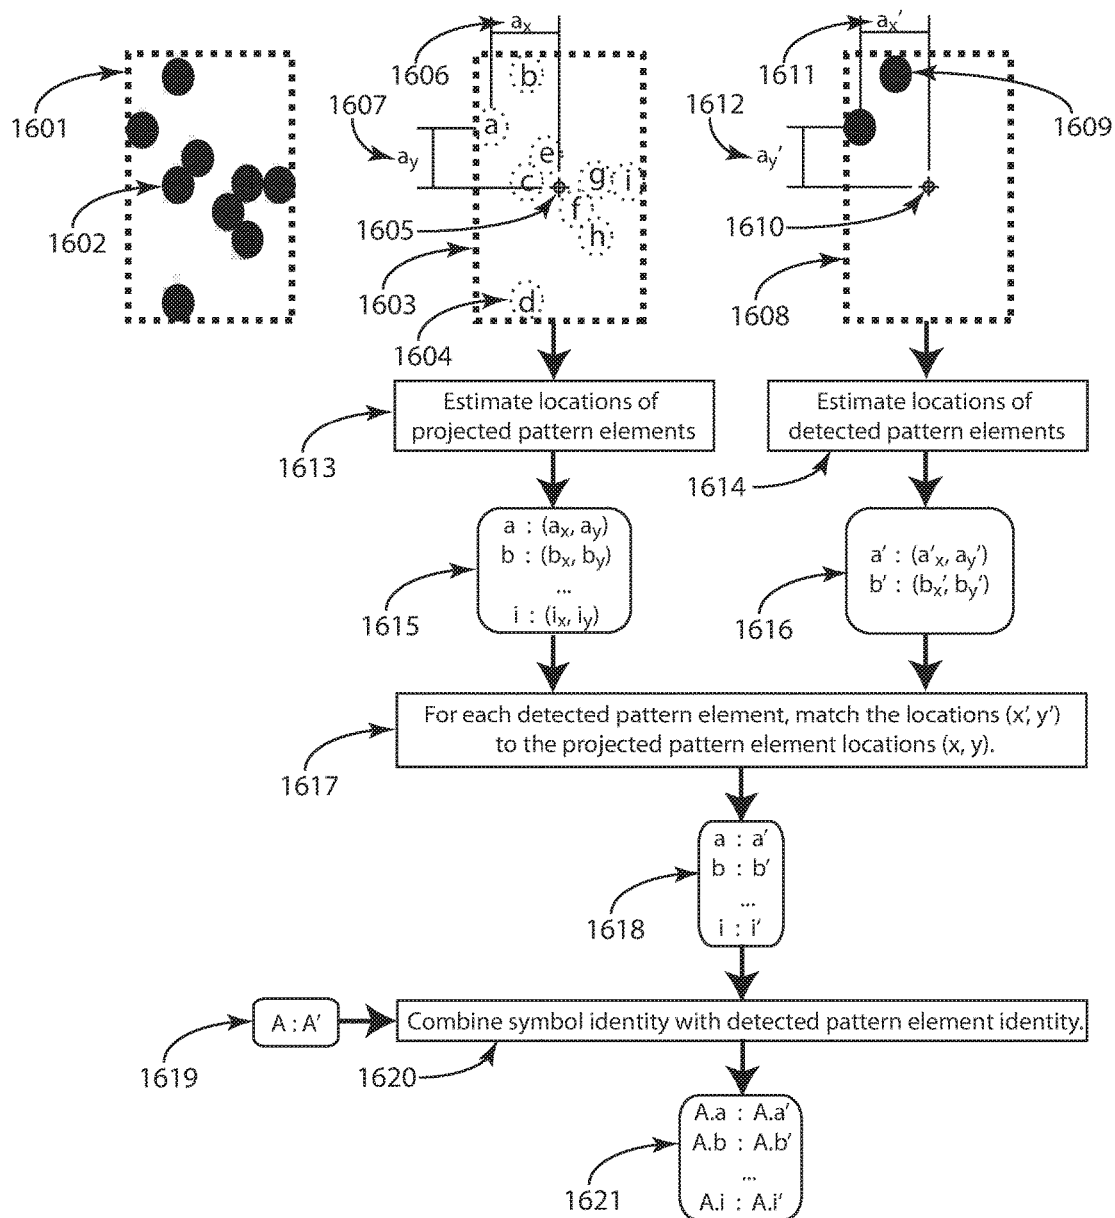 a_x
a_x'
1606
1611
1601
b
1609
1607
1612
a
a_y
e
a_y'
c
g
i
1602
f
1605
h
1610
1603
d
1608
1604
Estimate locations of
projected pattern elements
Estimate locations of
detected pattern elements
1613
1614
a : (a_x, a_y)
b : (b_x, b_y)
...
i : (i_x, i_y)
a' : (a'_x, a_y')
b' : (b_x', b_y')
1615
1616
For each detected pattern element, match the locations (x', y')
to the projected pattern element locations (x, y).
1617
a : a'
b : b'
...
i : i'
1618
A : A'
Combine symbol identity with detected pattern element identity.
1619
1620
A.a : A.a'
A.b : A.b'
...
A.i : A.i'
1621